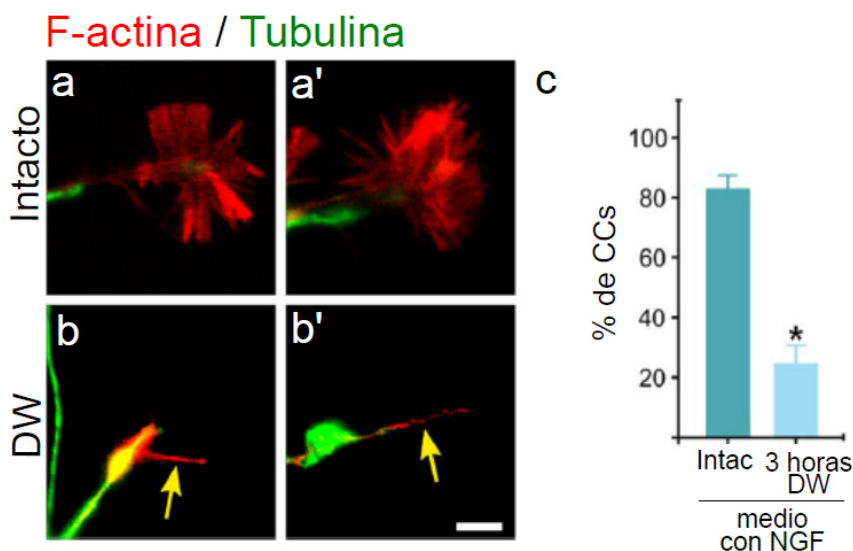 F-actina / Tubulina
a
a'
Intacto
b
b'
DW
c
% de CCs
100
80
60
40
20
*
Intac
3 horas
DW
medio
con NGF